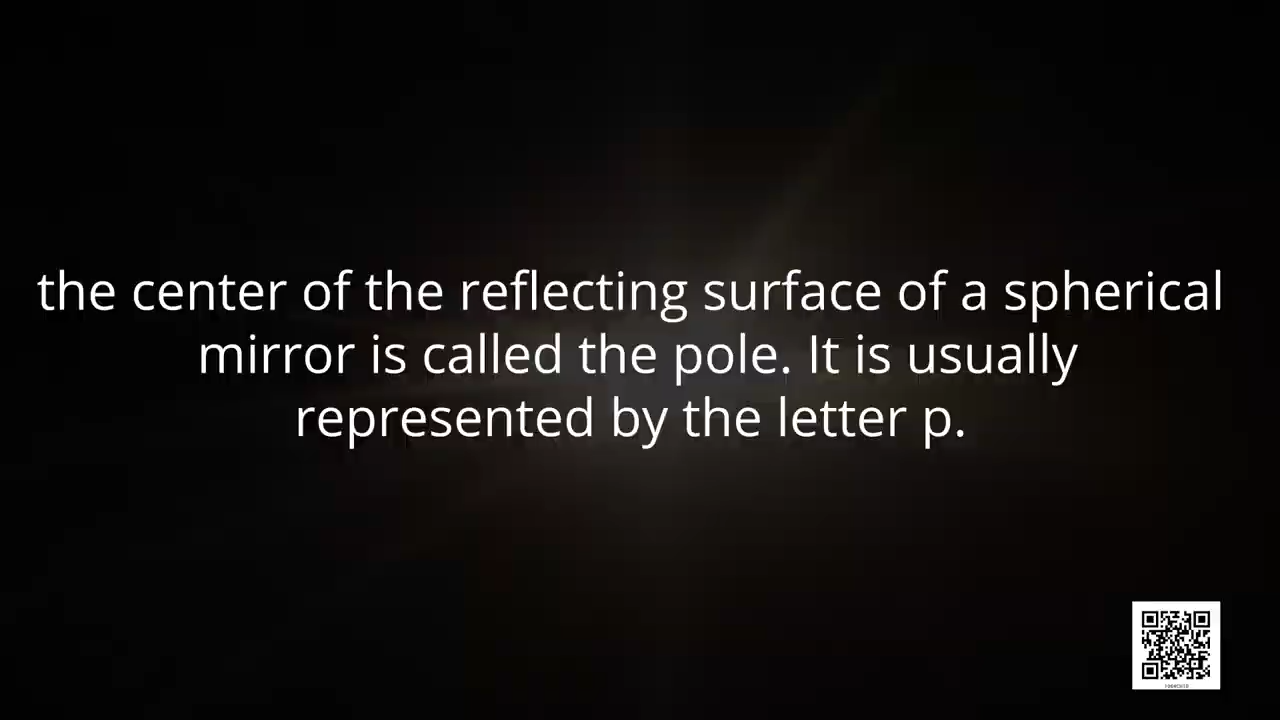 the center of the reflecting surface of a spherical
mirror is called the pole. It is usually
represented by the letter p.